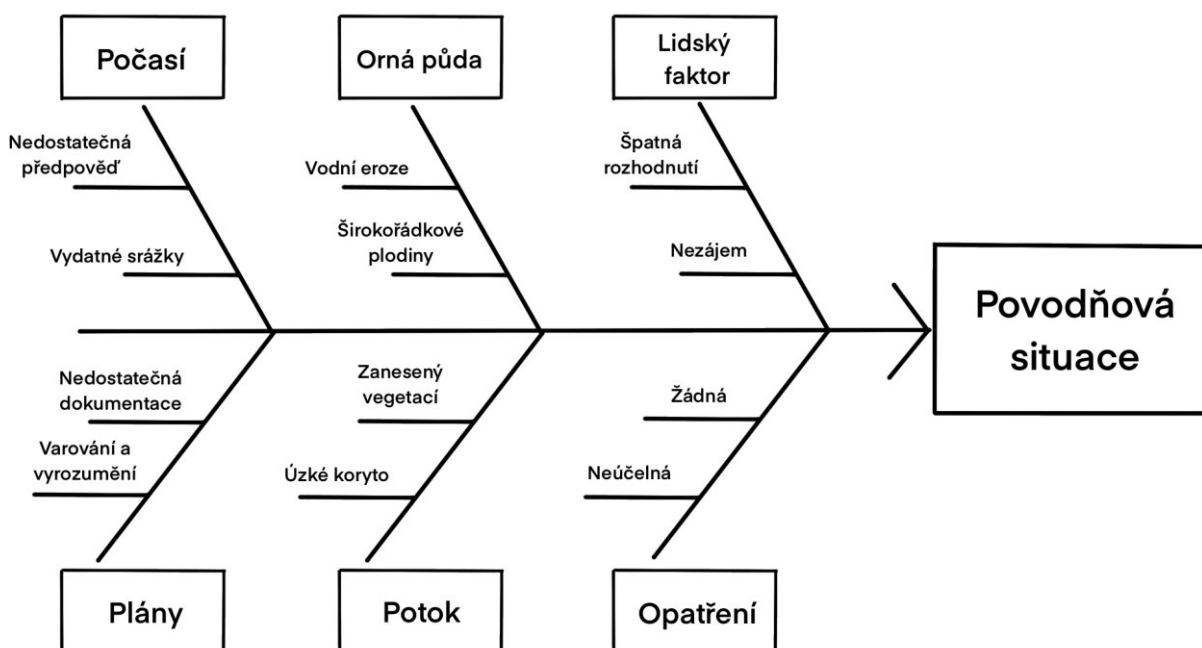 Počasí
Orná půda
Lidský
faktor
Nedostatečná
předpověď
Vydatné srážky
Vodní eroze
Širokořádkové
plodiny
Špatná
rozhodnutí
Nezájem
Povodňová
situace
Nedostatečná
dokumentace
Varování a
vyrozumění
Zanesený
vegetací
Úzké koryto
Žádná
Neúčelná
Plány
Potok
Opatření